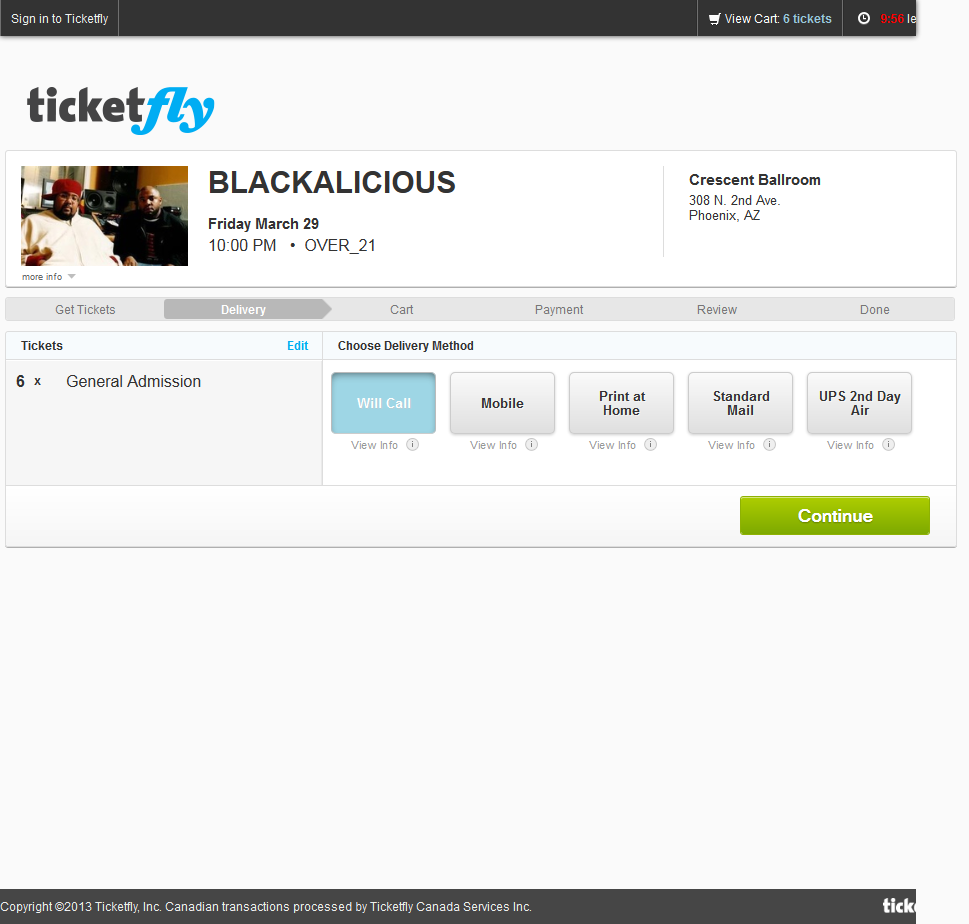 Sign in to Ticketfly
View Cart: 6 tickets
9:56 le
ticketfly
BLACKALICIOUS
Friday March 29
10:00 PM • OVER_21
Crescent Ballroom
308 N. 2nd Ave.
Phoenix, AZ
more info
Get Tickets
Delivery
Cart
Payment
Review
Done
Tickets
Edit
Choose Delivery Method
6 x General Admission
Will Call
Mobile
Print at
Home
Standard
Mail
UPS 2nd Day
Air
View Info
View Info
View Info
View Info
View Info
Continue
Copyright ©2013 Ticketfly, Inc. Canadian transactions processed by Ticketfly Canada Services Inc.
tick